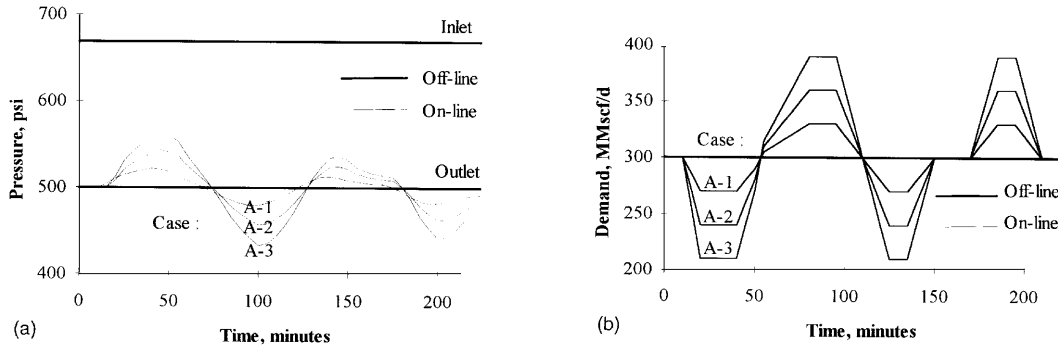 700
600
500
400
Pressure, psi
Inlet
Off-line
On-line
Outlet
Case :
A-1
A-2
A-3
0
50
100
150
200
Time, minutes
(a)
400
350
300
250
200
Demand, MMscf/d
Case :
A-1
A-2
A-3
Off-line
On-line
0
50
100
150
200
Time, minutes
(b)